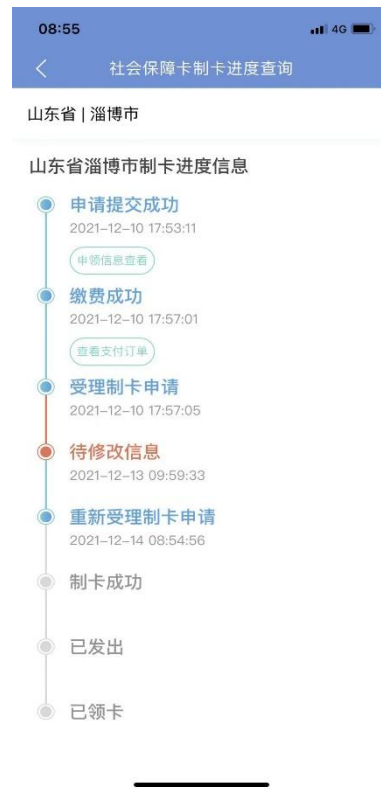 08:55
4G
社会保障卡制卡进度查询
山东省 | 淄博市
山东省淄博市制卡进度信息
申请提交成功
2021-12-10 17:53:11
申领信息查看
缴费成功
2021-12-10 17:57:01
查看支付订单
受理制卡申请
2021-12-10 17:57:05
待修改信息
2021-12-13 09:59:33
重新受理制卡申请
2021-12-14 08:54:56
制卡成功
已发出
已领卡